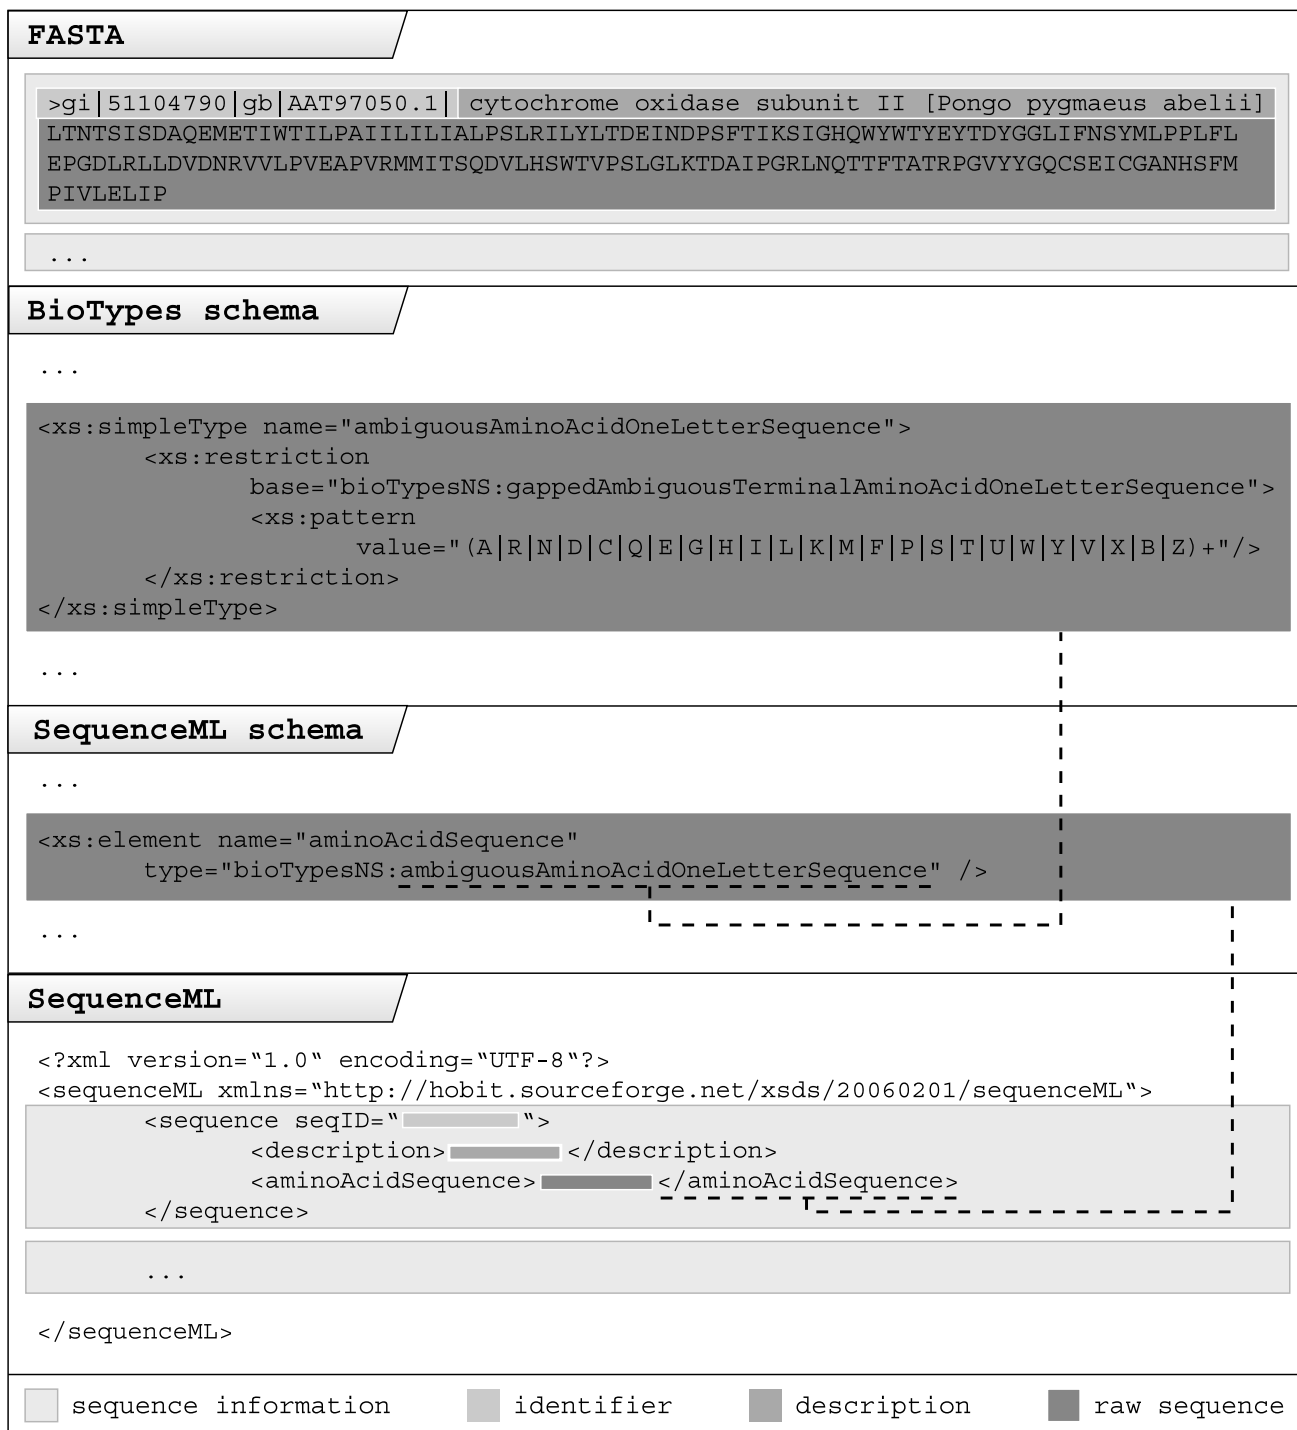 FASTA
>gi|51104790|gb|AAT97050.1| cytochrome oxidase subunit II [Pongo pygmaeus abelii]
LTNTSISDAQEMETIWTILPAIILILIALPSLRILYLTDEINDPSFTIKSIGHQWYWTYEYTDYGGLIFNSYMLPPLFL
EPGDLRLLDVDNRVVLPVEAPVRMMITSQDVLHSWTVPSLGLKTDAIPGRLNQTTFTATRPGVYYGQCSEICGANHSFM
PIVLELIP
...
BioTypes schema
...
<xs:simpleType name="ambiguousAminoAcidOneLetterSequence">
<xs:restriction
base="bioTypesNS:gappedAmbiguousTerminalAminoAcidOneLetterSequence">
<xs:pattern
value="(A|R|N|D|C|Q|E|G|H|I|L|K|M|F|P|S|T|U|W|Y|V|X|B|Z)+"/>
</xs:restriction>
</xs:simpleType>
...
SequenceML schema
...
<xs:element name="aminoAcidSequence"
type="bioTypesNS:ambiguousAminoAcidOneLetterSequence" />
...
SequenceML
<?xml version=“1.0“ encoding=“UTF-8“?>
<sequenceML xmlns=“http://hobit.sourceforge.net/xsds/20060201/sequenceML“>
<sequence seqID=“ “>
<description> </description>
<aminoAcidSequence> </aminoAcidSequence>
</sequence>
...
</sequenceML>
sequence information identifier description raw sequence